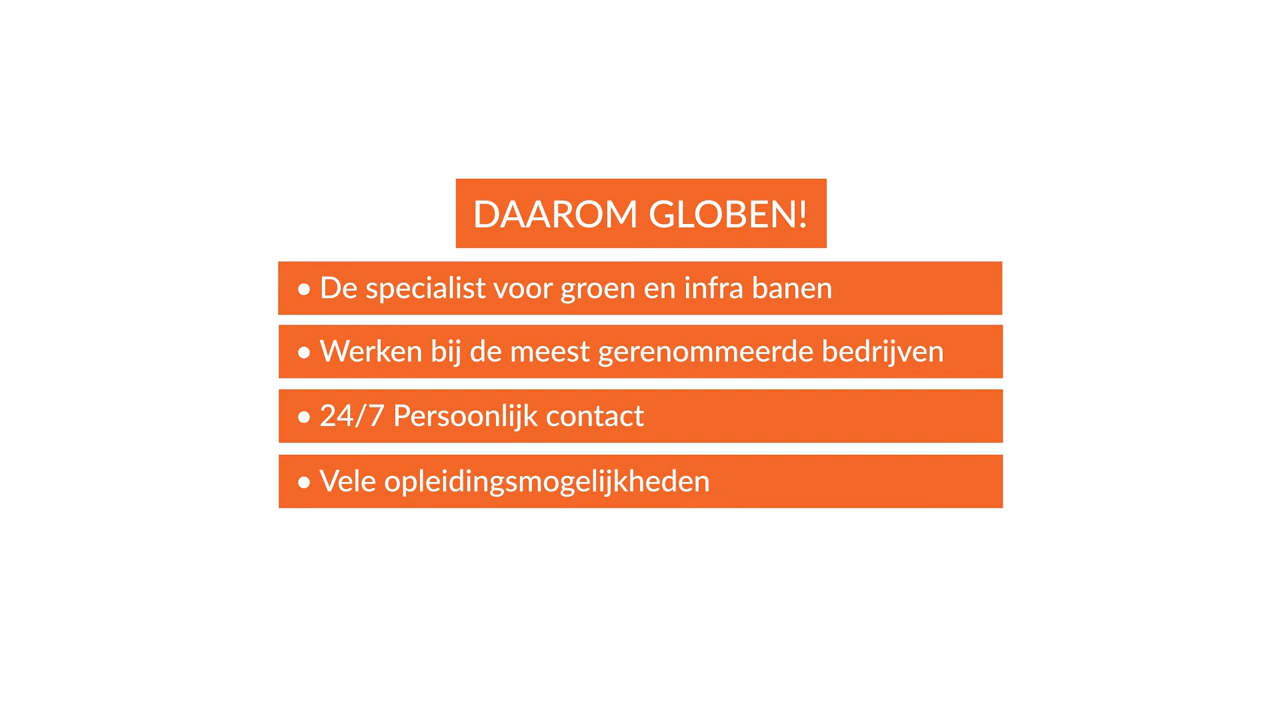 DAAROM GLOBEN!
• De specialist voor groen en infra banen
• Werken bij de meest gerenommeerde bedrijven
• 24/7 Persoonlijk contact
• Vele opleidingsmogelijkheden